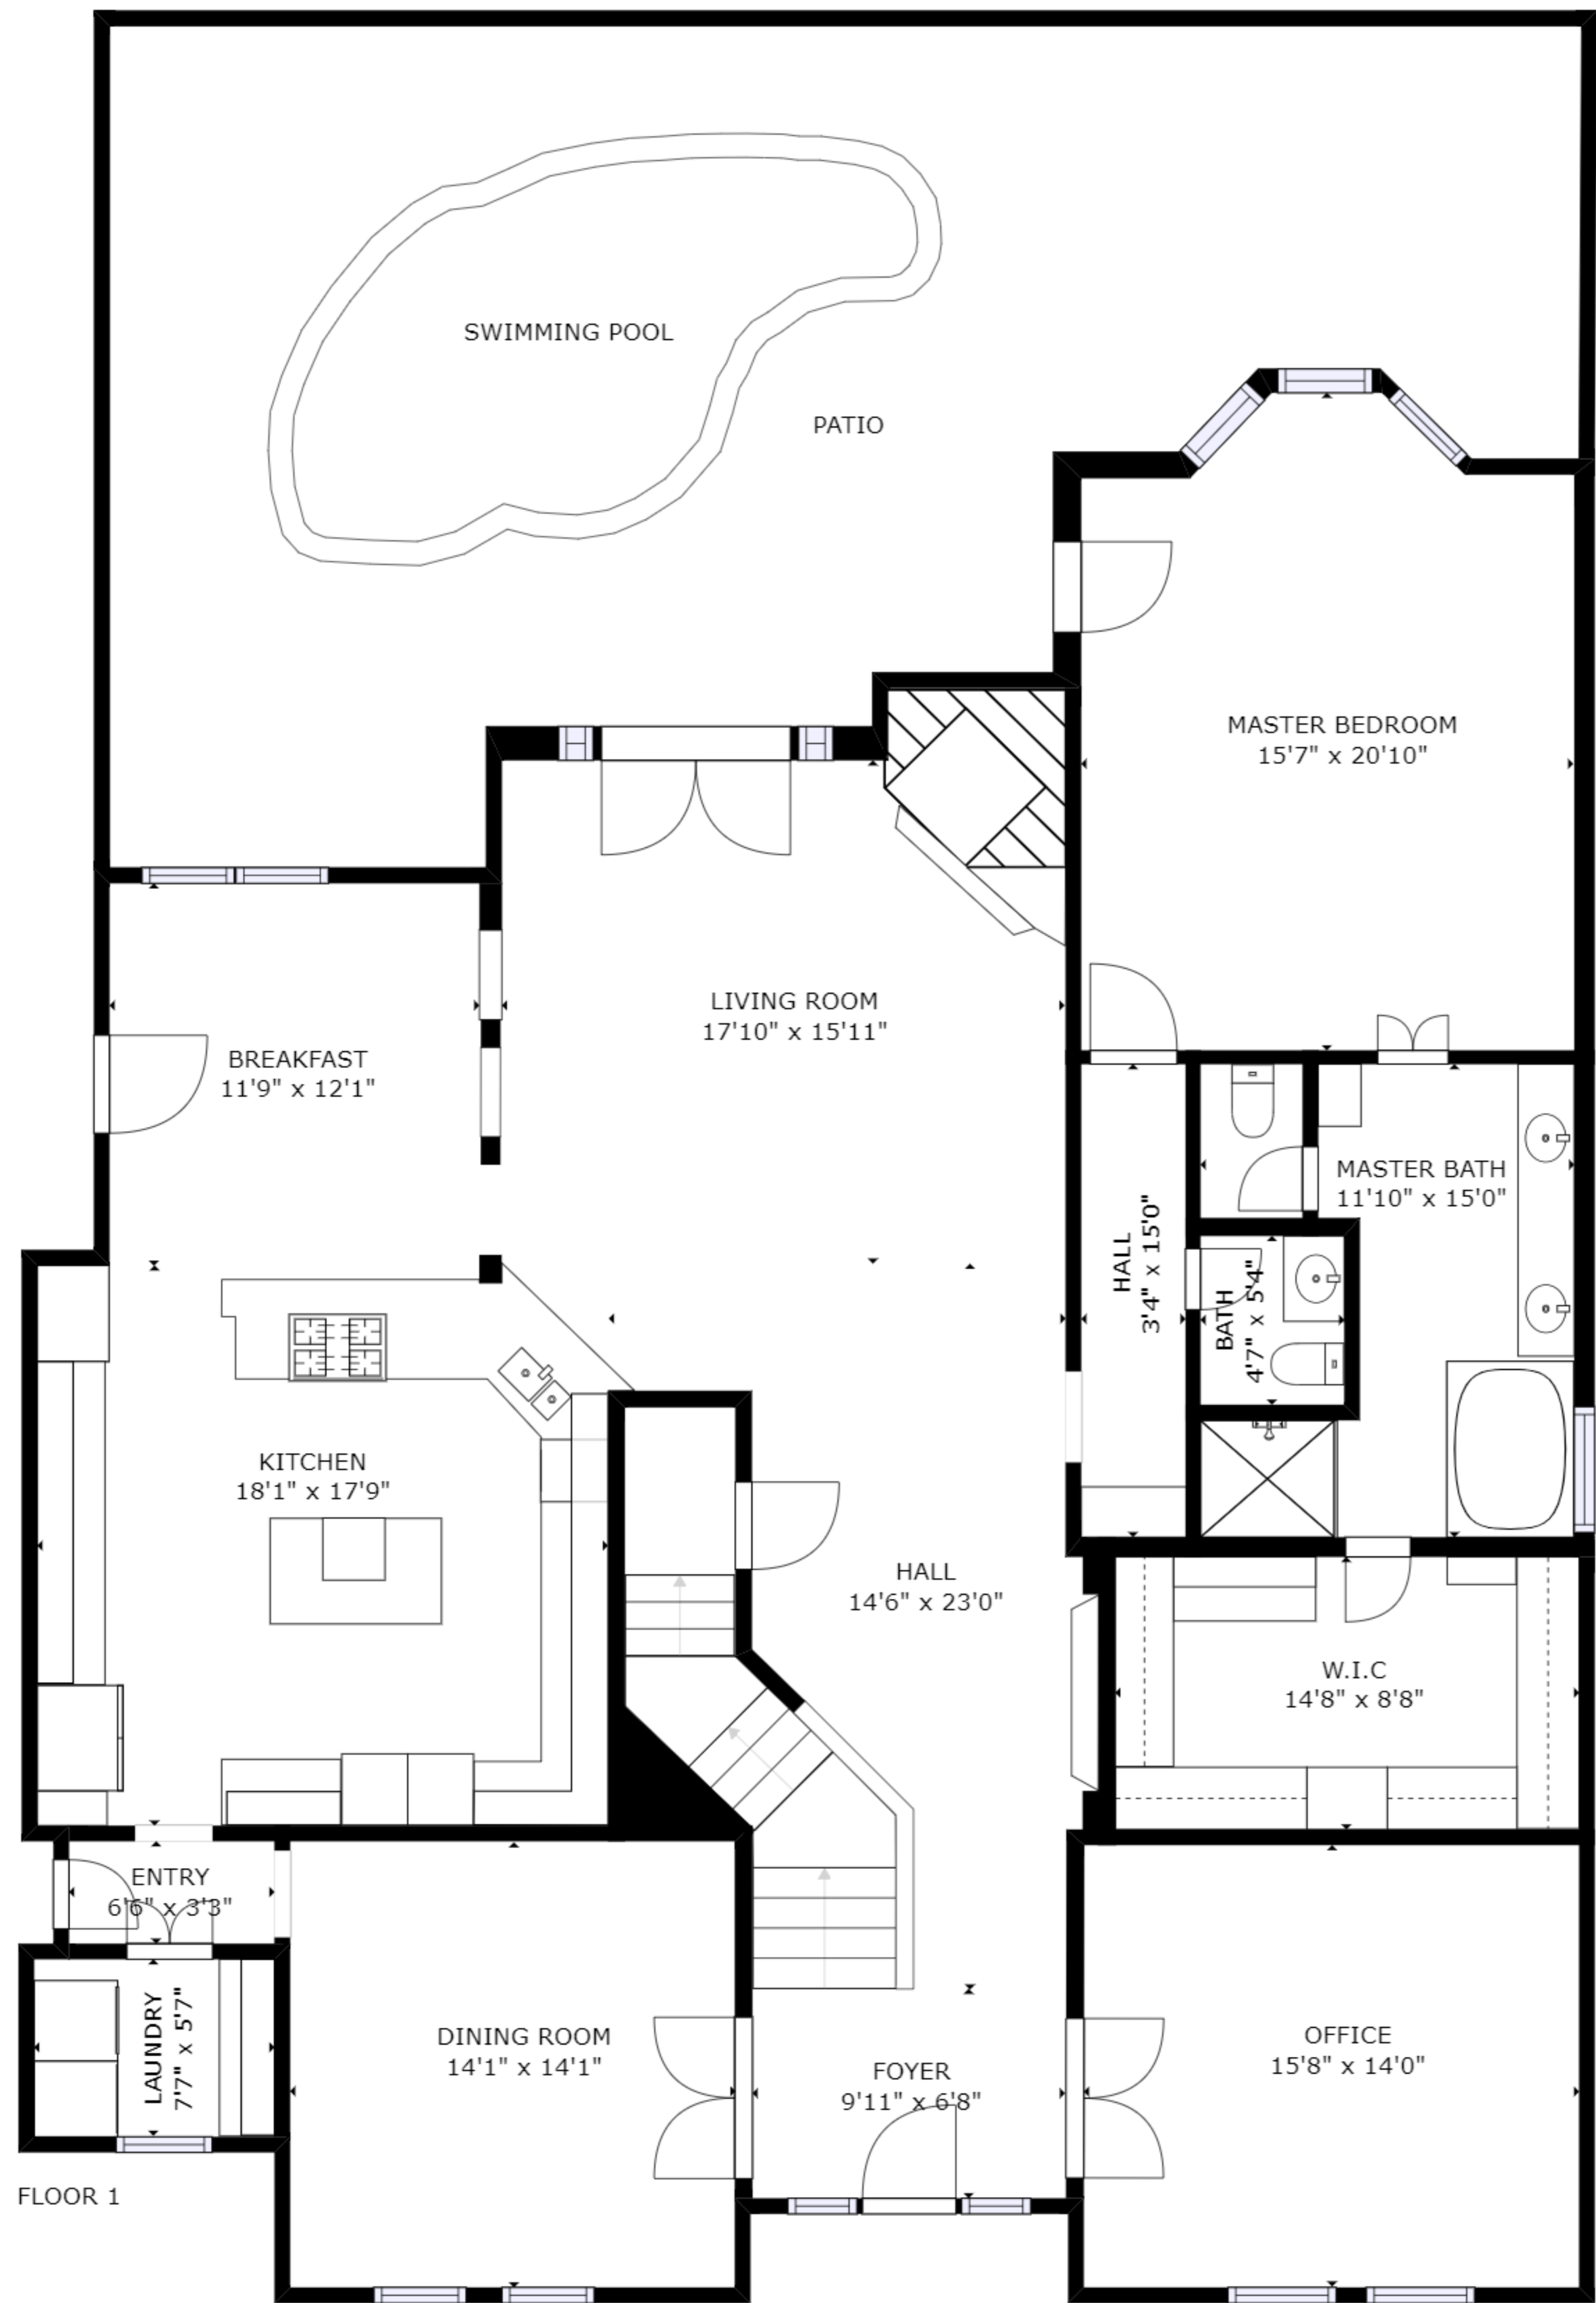 SWIMMING POOL
PATIO
MASTER BEDROOM
15'7" x 20'10"
LIVING ROOM
17'10" x 15'11"
BREAKFAST
11'9" x 12'1"
MASTER BATH
11'10" x 15'0"
HALL
3'4" x 15'0"
BATH
4'7" x 5'4"
KITCHEN
18'1" x 17'9"
HALL
14'6" x 23'0"
W.I.C
14'8" x 8'8"
ENTRY
6'6" x 3'3"
LAUNDRY
7'7" x 5'7"
DINING ROOM
14'1" x 14'1"
FOYER
9'11" x 6'8"
OFFICE
15'8" x 14'0"
FLOOR 1